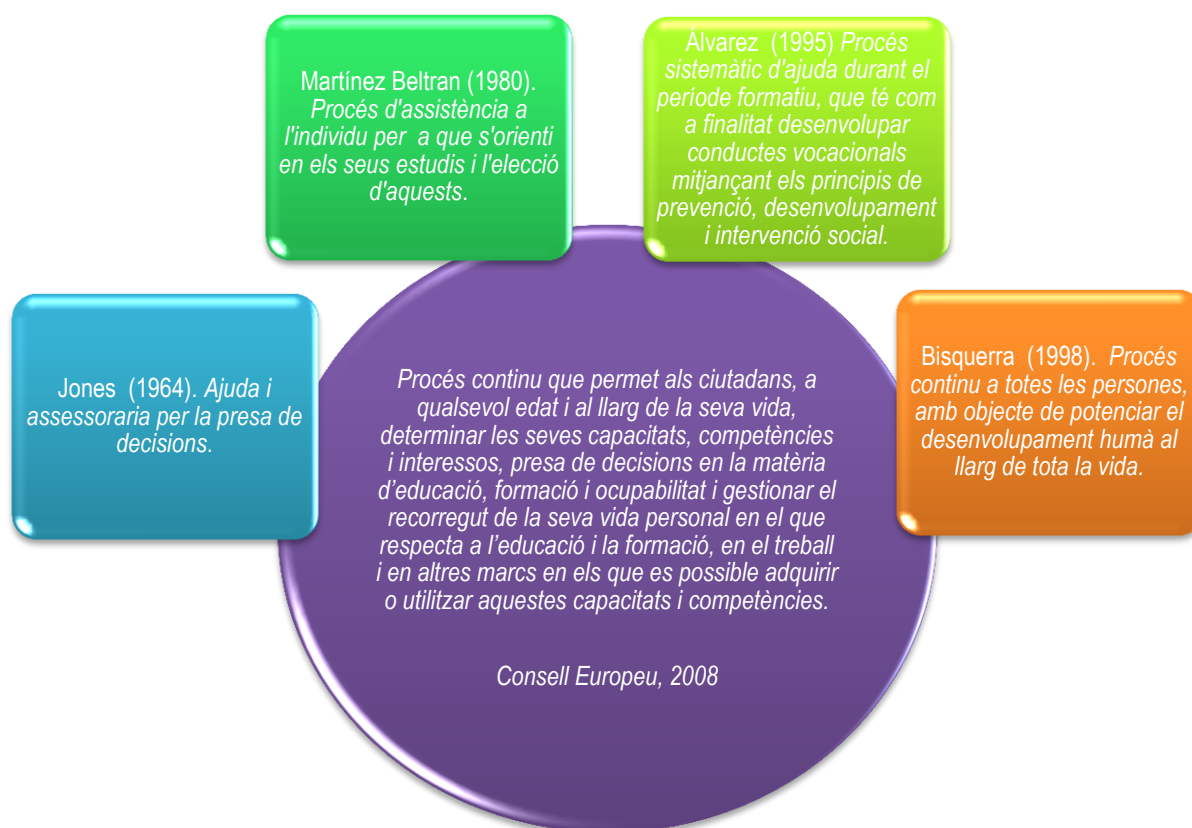 Martínez Beltran (1980).
Procés d'assistència a
l'individu per  a que s'orienti
en els seus estudis i l'elecció
d'aquests.
Álvarez  (1995) Procés
sistemàtic d'ajuda durant el
període formatiu, que té com
a finalitat desenvolupar
conductes vocacionals
mitjançant els principis de
prevenció, desenvolupament
i intervenció social.
Jones  (1964). Ajuda i
assessoraria per la presa de
decisions.
Procés continu que permet als ciutadans, a
qualsevol edat i al llarg de la seva vida,
determinar les seves capacitats, competències
i interessos, presa de decisions en la matèria
d’educació, formació i ocupabilitat i gestionar el
recorregut de la seva vida personal en el que
respecta a l’educació i la formació, en el treball
i en altres marcs en els que es possible adquirir
o utilitzar aquestes capacitats i competències.
Consell Europeu, 2008
Bisquerra  (1998).  Procés
continu a totes les persones,
amb objecte de potenciar el
desenvolupament humà al
llarg de tota la vida.